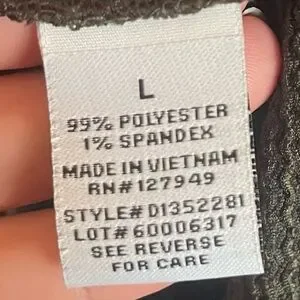 L
99% POLYESTER
1% SPANDEX
MADE IN VIETNAM
RN#127949
STYLE# D1352281
LOT# 60006317
SEE REVERSE
FOR CARE